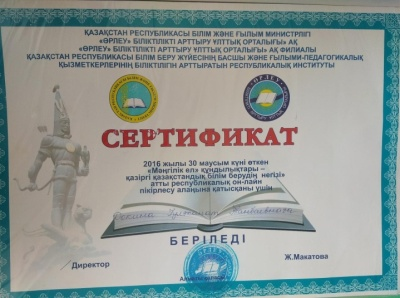 ҚАЗАҚСТАН РЕСПУБЛИКАСЫ БІЛІМ ЖӘНЕ ҒЫЛЫМ МИНИСТРЛІГІ
«ӨРЛЕУ» БІЛІКТІЛІКТІ АРТТЫРУ ҰЛТТЫҚ ОРТАЛЫҒЫ» АҚ
«ӨРЛЕУ» БІЛІКТІЛІКТІ АРТТЫРУ ҰЛТТЫҚ ОРТАЛЫҒЫ» АҚ ФИЛИАЛЫ
ҚАЗАҚСТАН РЕСПУБЛИКАСЫ БІЛІМ БЕРУ ЖҮЙЕСІНІҢ БАСШЫ ЖӘНЕ ҒЫЛЫМИ-ПЕДАГОГИКАЛЫҚ
ҚЫЗМЕТКЕРЛЕРІНІҢ БІЛІКТІЛІГІН АРТТЫРАТЫН РЕСПУБЛИКАЛЫҚ ИНСТИТУТЫ
СЕРТИФИКАТ
2016 жылы 30 маусым күні өткен
«Мәңгілік ел» құндылықтары –
қазіргі қазақстандық білім берудің негізі»
атты республикалық он-лайн
пікірлесу алаңына қатысқаны үшін
БЕРІЛЕДІ
Директор
Ж.Макатова